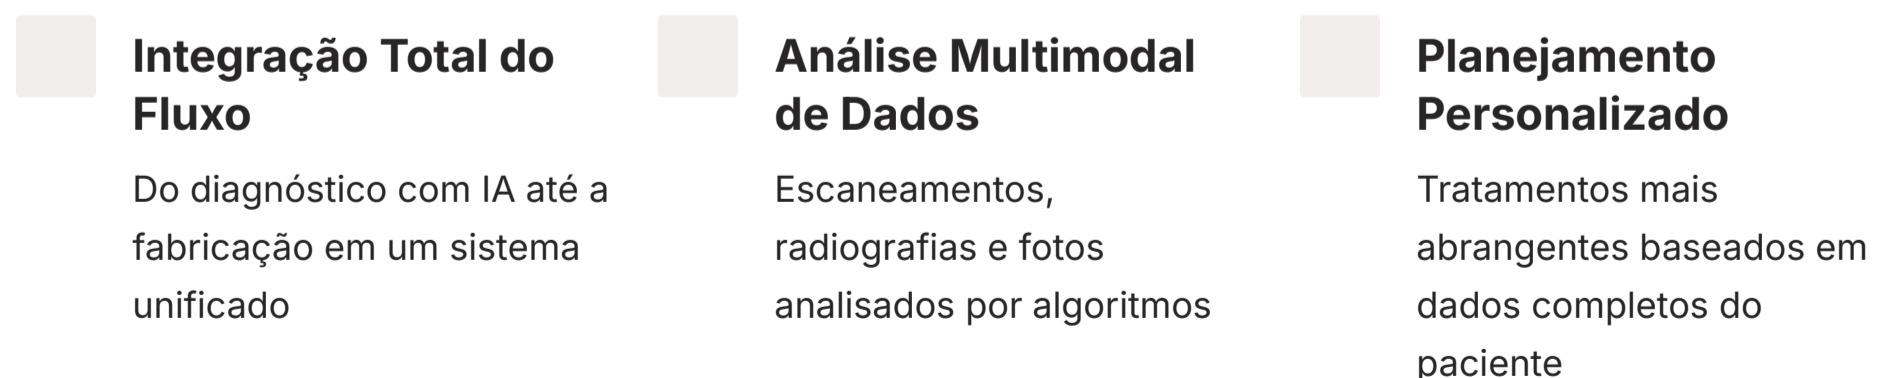 Integração Total do
Fluxo
Do diagnóstico com IA até a
fabricação em um sistema
unificado
Análise Multimodal
de Dados
Escaneamentos,
radiografias e fotos
analisados por algoritmos
Planejamento
Personalizado
Tratamentos mais
abrangentes baseados em
dados completos do
paciente